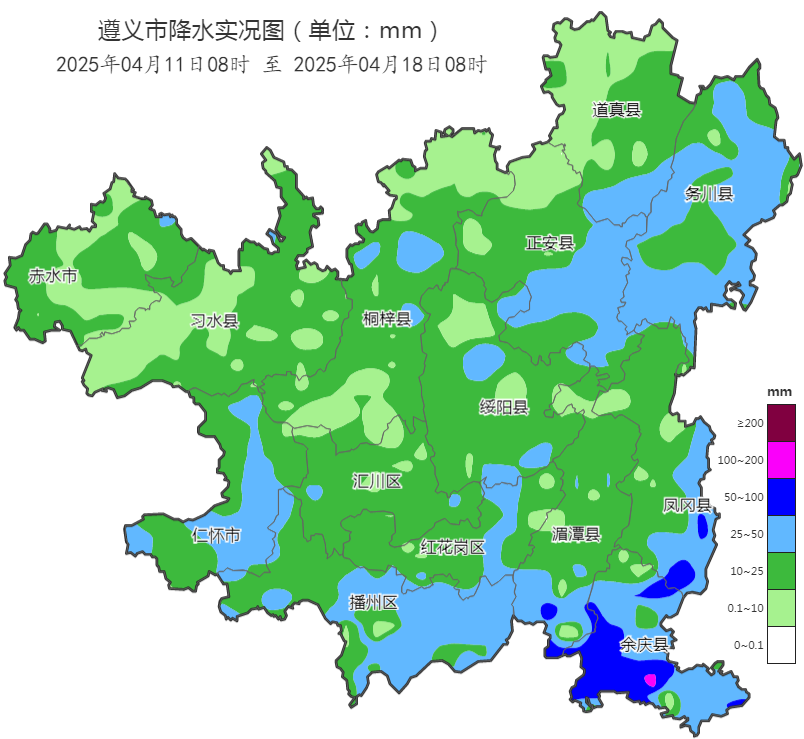 遵义市降水实况图（单位：mm）
2025年04月11日08时 至 2025年04月18日08时
道真县
务川县
正安县
赤水市
习水县
桐梓县
绥阳县
汇川区
凤冈县
仁怀市
红花岗区
湄潭县
播州区
余庆县
mm
≥200
100~200
50~100
25~50
10~25
0.1~10
0~0.1